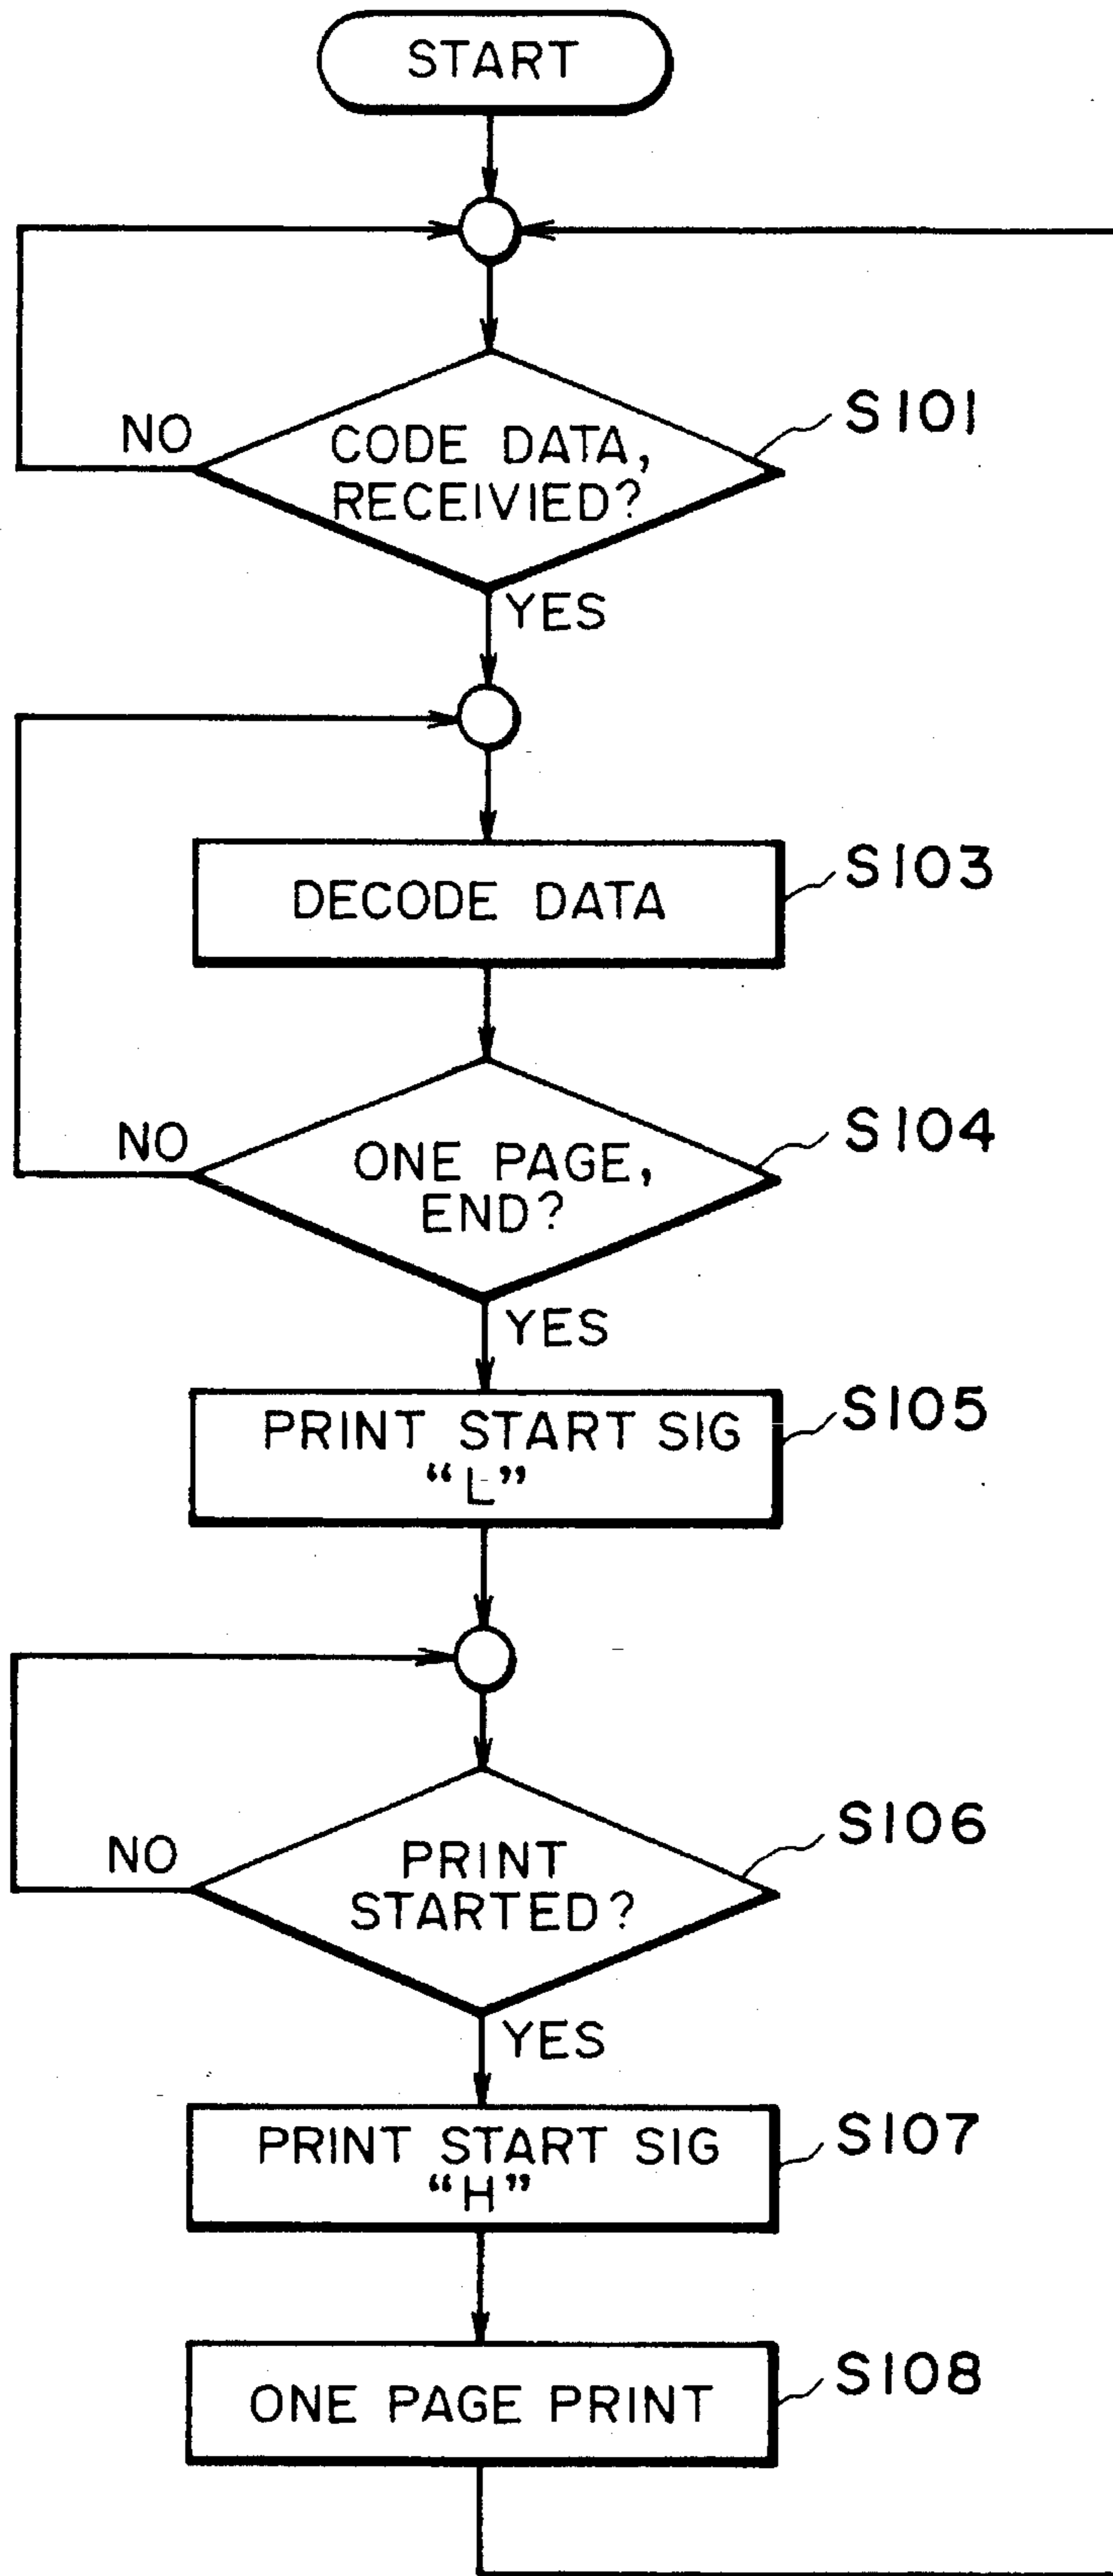 START
NO
CODE DATA,
RECEIVIED?
S101
YES
DECODE DATA
S103
NO
ONE PAGE,
END?
S104
YES
PRINT START SIG
“L”
S105
NO
PRINT
STARTED?
S106
YES
PRINT START SIG
“H”
S107
ONE PAGE PRINT
S108